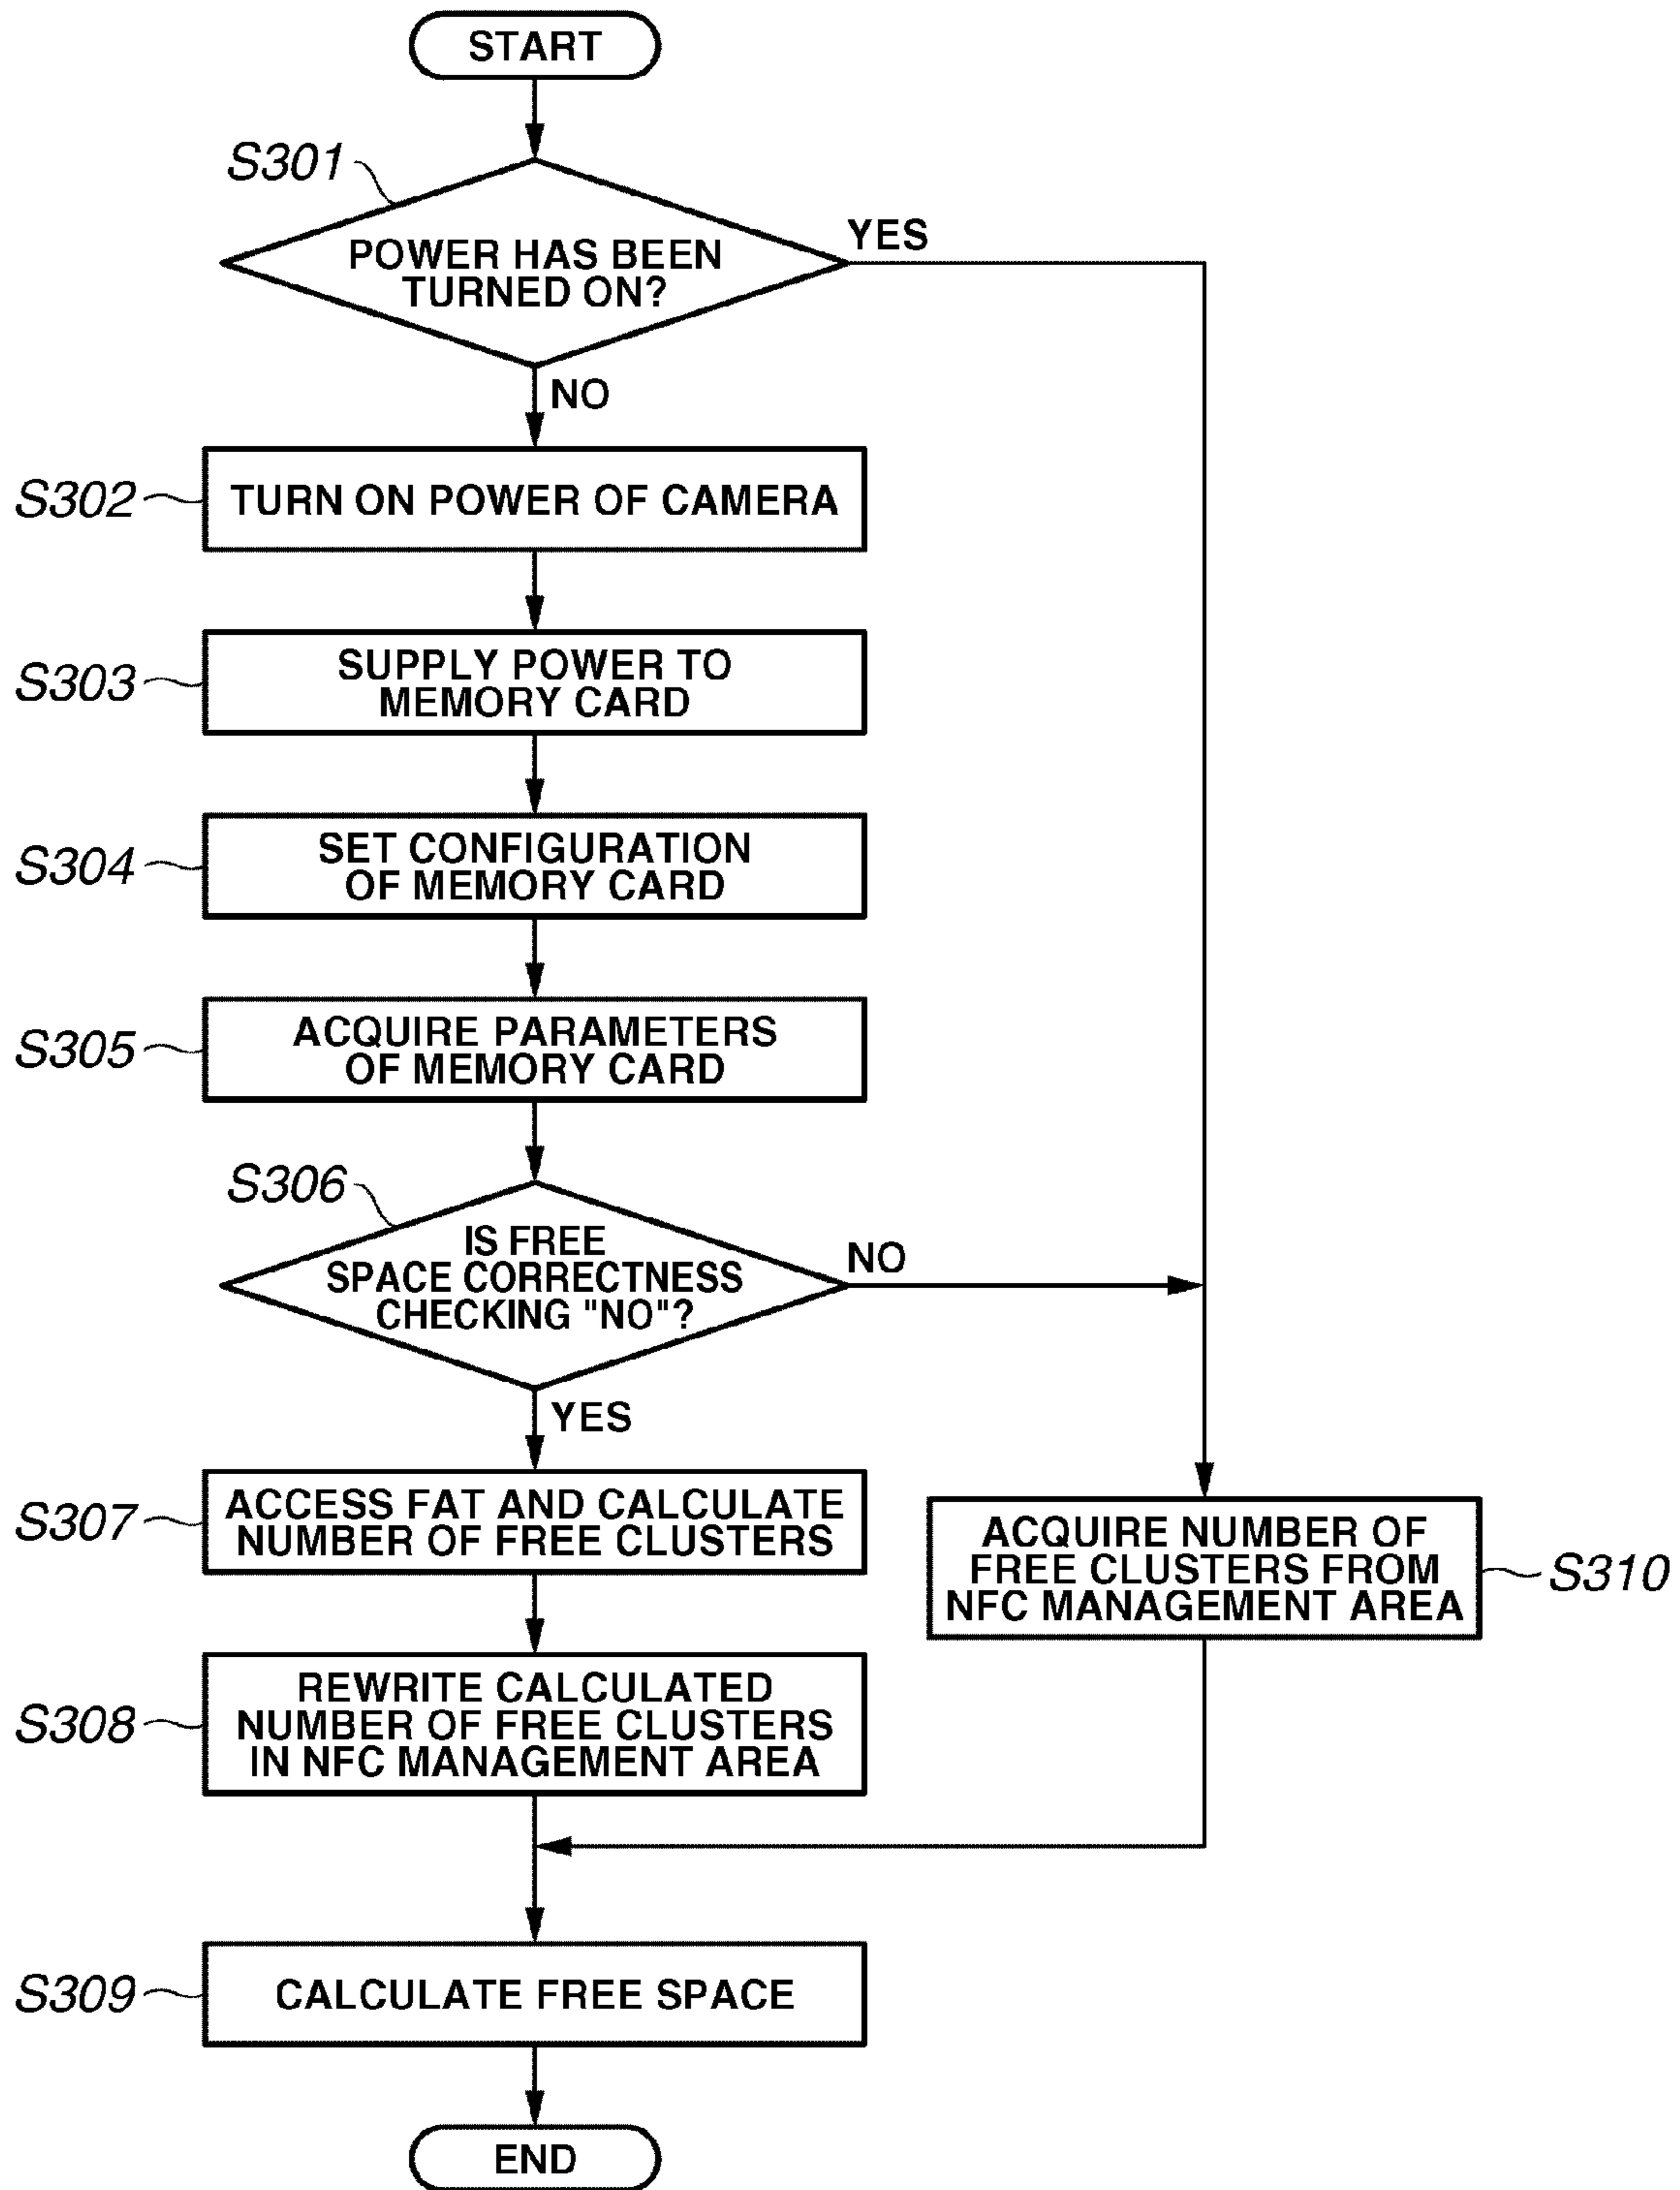 START
S301
POWER HAS BEEN
TURNED ON?
YES
NO
S302
TURN ON POWER OF CAMERA
S303
SUPPLY POWER TO
MEMORY CARD
S304
SET CONFIGURATION
OF MEMORY CARD
S305
ACQUIRE PARAMETERS
OF MEMORY CARD
S306
IS FREE
SPACE CORRECTNESS
CHECKING "NO"?
NO
YES
S307
ACCESS FAT AND CALCULATE
NUMBER OF FREE CLUSTERS
ACQUIRE NUMBER OF
FREE CLUSTERS FROM
NFC MANAGEMENT AREA
S310
S308
REWRITE CALCULATED
NUMBER OF FREE CLUSTERS
IN NFC MANAGEMENT AREA
S309
CALCULATE FREE SPACE
END